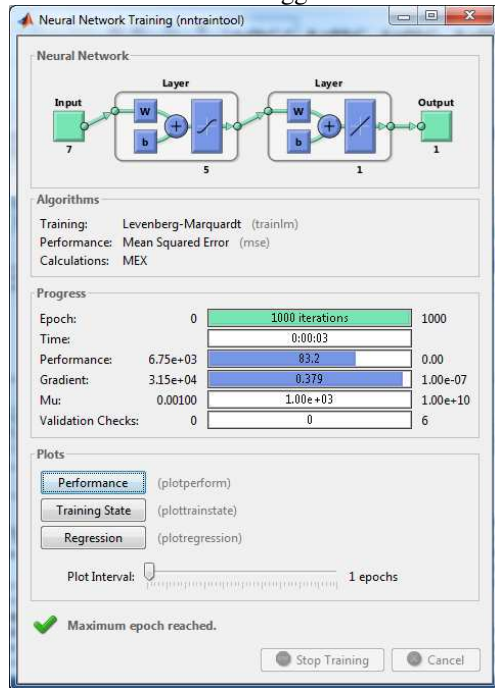 Neural Network Training (nntraintool)
Neural Network
Layer Layer
Input Output
W W
b b
7 5 1 1
Algorithms
Training: Levenberg-Marquardt (trainlm)
Performance: Mean Squared Error (mse)
Calculations: MEX
Progress
Epoch: 0 1000 iterations 1000
Time: 0:00:03
Performance: 6.75e+03 83.2 0.00
Gradient: 3.15e+04 0.379 1.00e-07
Mu: 0.00100 1.00e+03 1.00e+10
Validation Checks: 0 0 6
Plots
Performance (plotperform)
Training State (plottrainstate)
Regression (plotregression)
Plot Interval: 1 epochs
Maximum epoch reached.
Stop Training Cancel